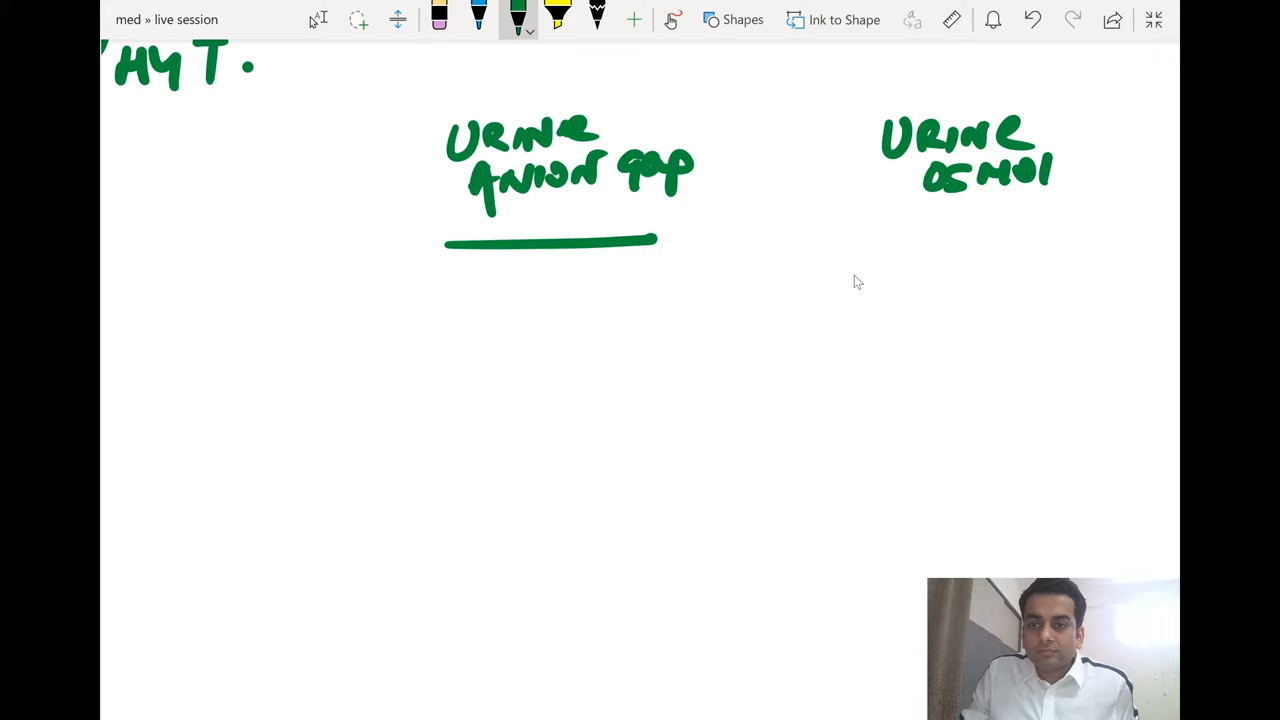 med » live session
Shapes
Ink to Shape
HYT.
URINE
ANION gap
URINE
OSMOl